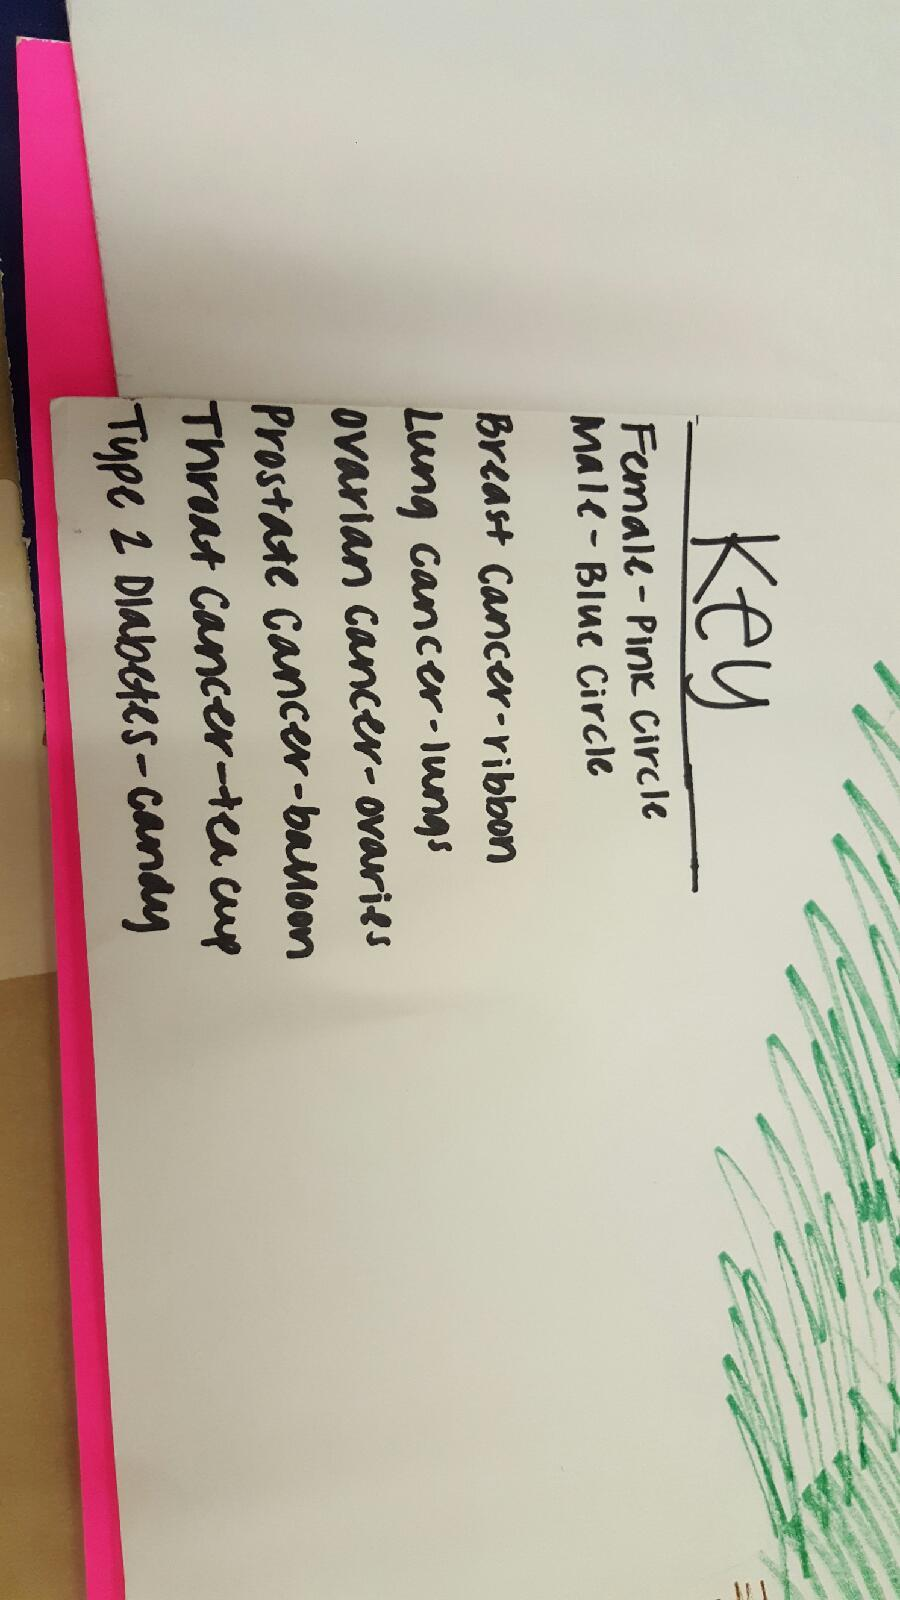 Key
Female-Pink Circle
Male-Blue Circle
Breast Cancer-ribbon
Lung Cancer-lungs
Ovarian cancer-ovaries
Prostate Cancer-balloon
Throat Cancer-tea cup
Type 2 Diabetes-candy